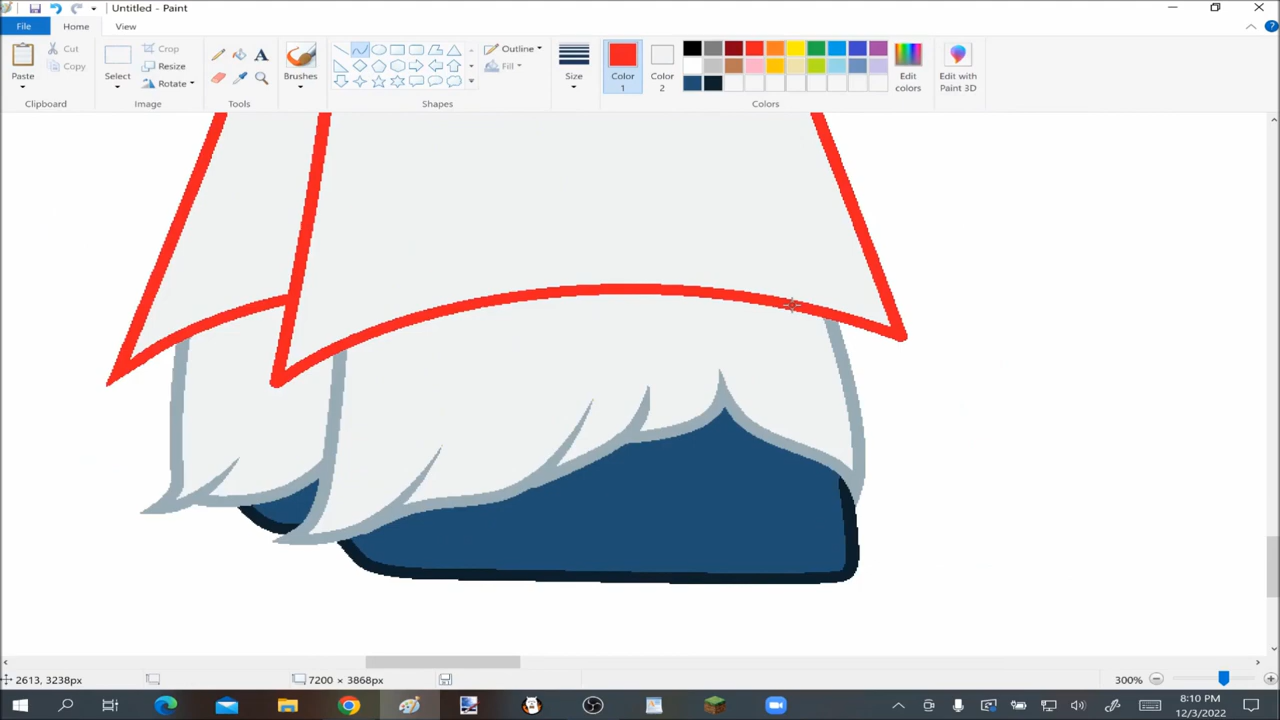 Untitled - Paint
File Home View
Paste
Cut
Copy
Clipboard
Select
Crop
Resize
Rotate
Image
Tools
Brushes
Shapes
Outline
Fill
Size
Color 1
Color 2
Colors
Edit colors
Edit with Paint 3D
2613, 3238px
7200 × 3868px
300%
8:10 PM
12/3/2022